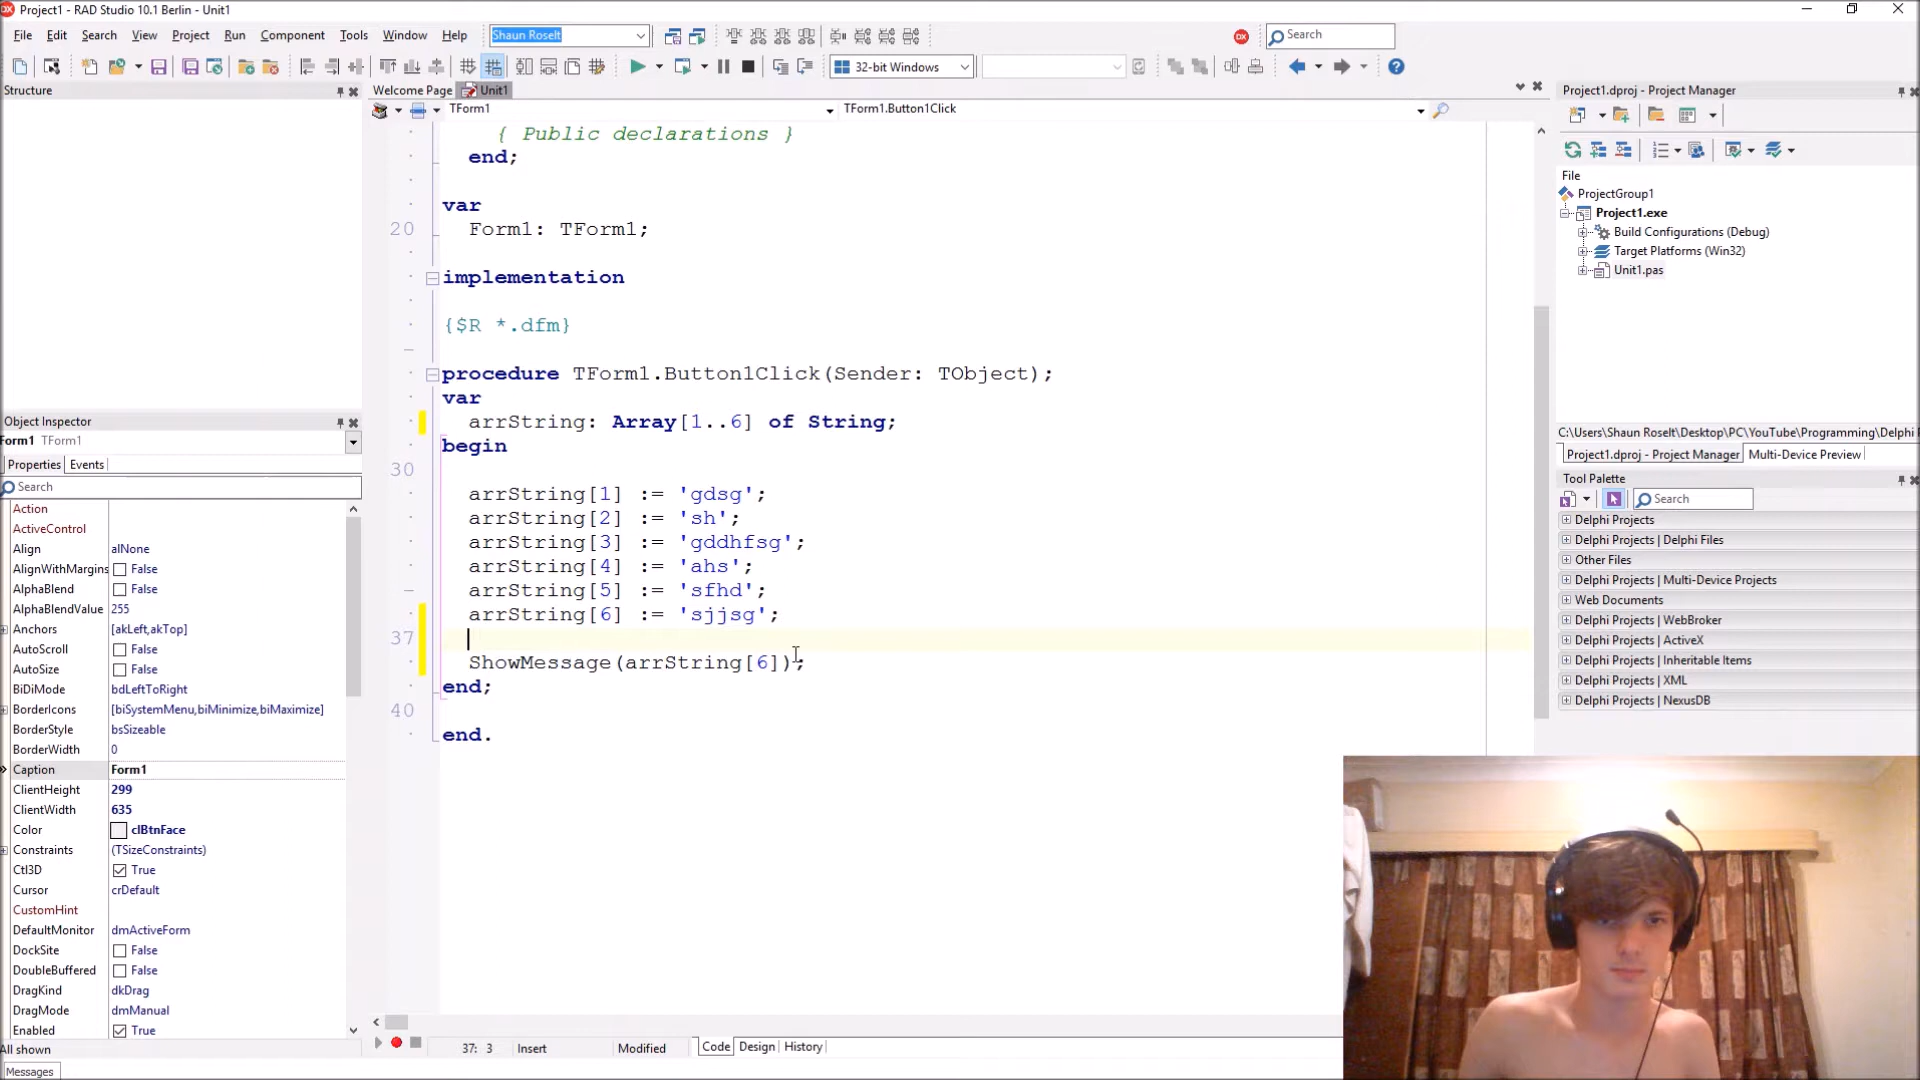 Project1 - RAD Studio 10.1 Berlin - Unit1
File Edit Search View Project Run Component Tools Window Help
Shaun Roselt
Search
32-bit Windows
Structure
Welcome Page Unit1
TForm1 TForm1.Button1Click
{ Public declarations }
end;
var
20 Form1: TForm1;
implementation
{$R *.dfm}
procedure TForm1.Button1Click(Sender: TObject);
var
arrString: Array[1..6] of String;
begin
30
arrString[1] := 'gdsg';
arrString[2] := 'sh';
arrString[3] := 'gddhfsg';
arrString[4] := 'ahs';
arrString[5] := 'sfhd';
arrString[6] := 'sjjsg';
37
ShowMessage(arrString[6]);
end;
40
end.
Object Inspector
Form1 TForm1
Properties Events
Search
Action
ActiveControl
Align alNone
AlignWithMargins False
AlphaBlend False
AlphaBlendValue 255
Anchors [akLeft,akTop]
AutoScroll False
AutoSize False
BiDiMode bdLeftToRight
BorderIcons [biSystemMenu,biMinimize,biMaximize]
BorderStyle bsSizeable
BorderWidth 0
Caption Form1
ClientHeight 299
ClientWidth 635
Color clBtnFace
Constraints (TSizeConstraints)
Ctl3D True
Cursor crDefault
CustomHint
DefaultMonitor dmActiveForm
DockSite False
DoubleBuffered False
DragKind dkDrag
DragMode dmManual
Enabled True
All shown
Messages
37: 3 Insert Modified Code Design History
Project1.dproj - Project Manager
File
ProjectGroup1
Project1.exe
Build Configurations (Debug)
Target Platforms (Win32)
Unit1.pas
C:\Users\Shaun Roselt\Desktop\PC\YouTube\Programming\Delphi
Project1.dproj - Project Manager Multi-Device Preview
Tool Palette
Search
Delphi Projects
Delphi Projects | Delphi Files
Other Files
Delphi Projects | Multi-Device Projects
Web Documents
Delphi Projects | WebBroker
Delphi Projects | ActiveX
Delphi Projects | Inheritable Items
Delphi Projects | XML
Delphi Projects | NexusDB